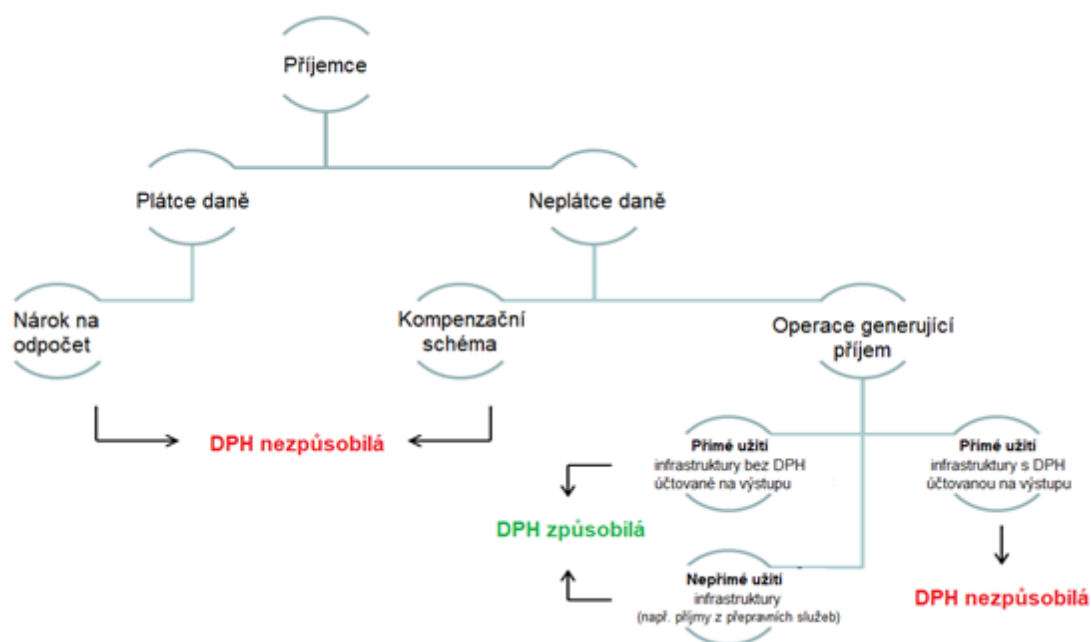 Příjemce
Plátce daně
Neplátce daně
Nárok na
odpočet
Kompenzační
schéma
Operace generující
příjem
DPH nezpůsobilá
Přímé užití
infrastruktury bez DPH
účtované na výstupu
Přímé užití
infrastruktury s DPH
účtovanou na výstupu
DPH způsobilá
Nepřímé užití
infrastruktury
(např. příjmy z přepravních služeb)
DPH nezpůsobilá